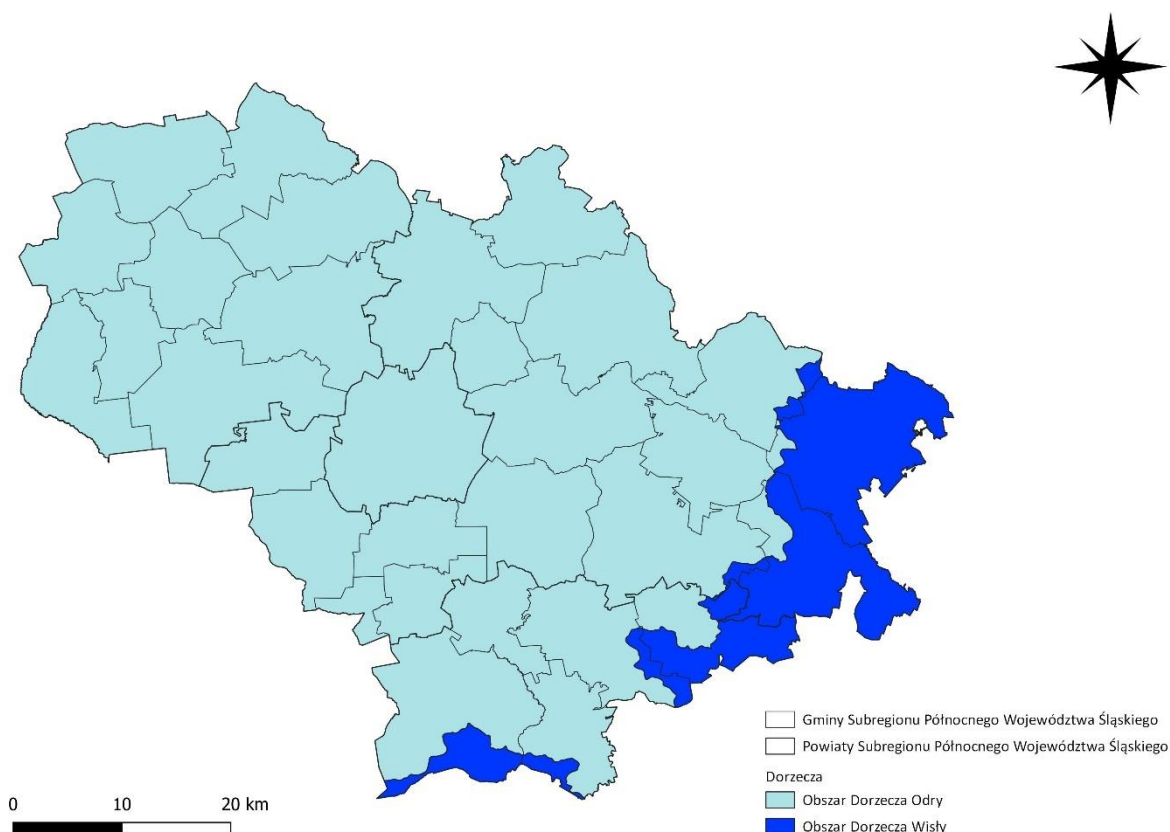 Gminy Subregionu Północnego Województwa Śląskiego
Powiaty Subregionu Północnego Województwa Śląskiego
Dorzecza
Obszar Dorzecza Odry
Obszar Dorzecza Wisły
0 10 20 km